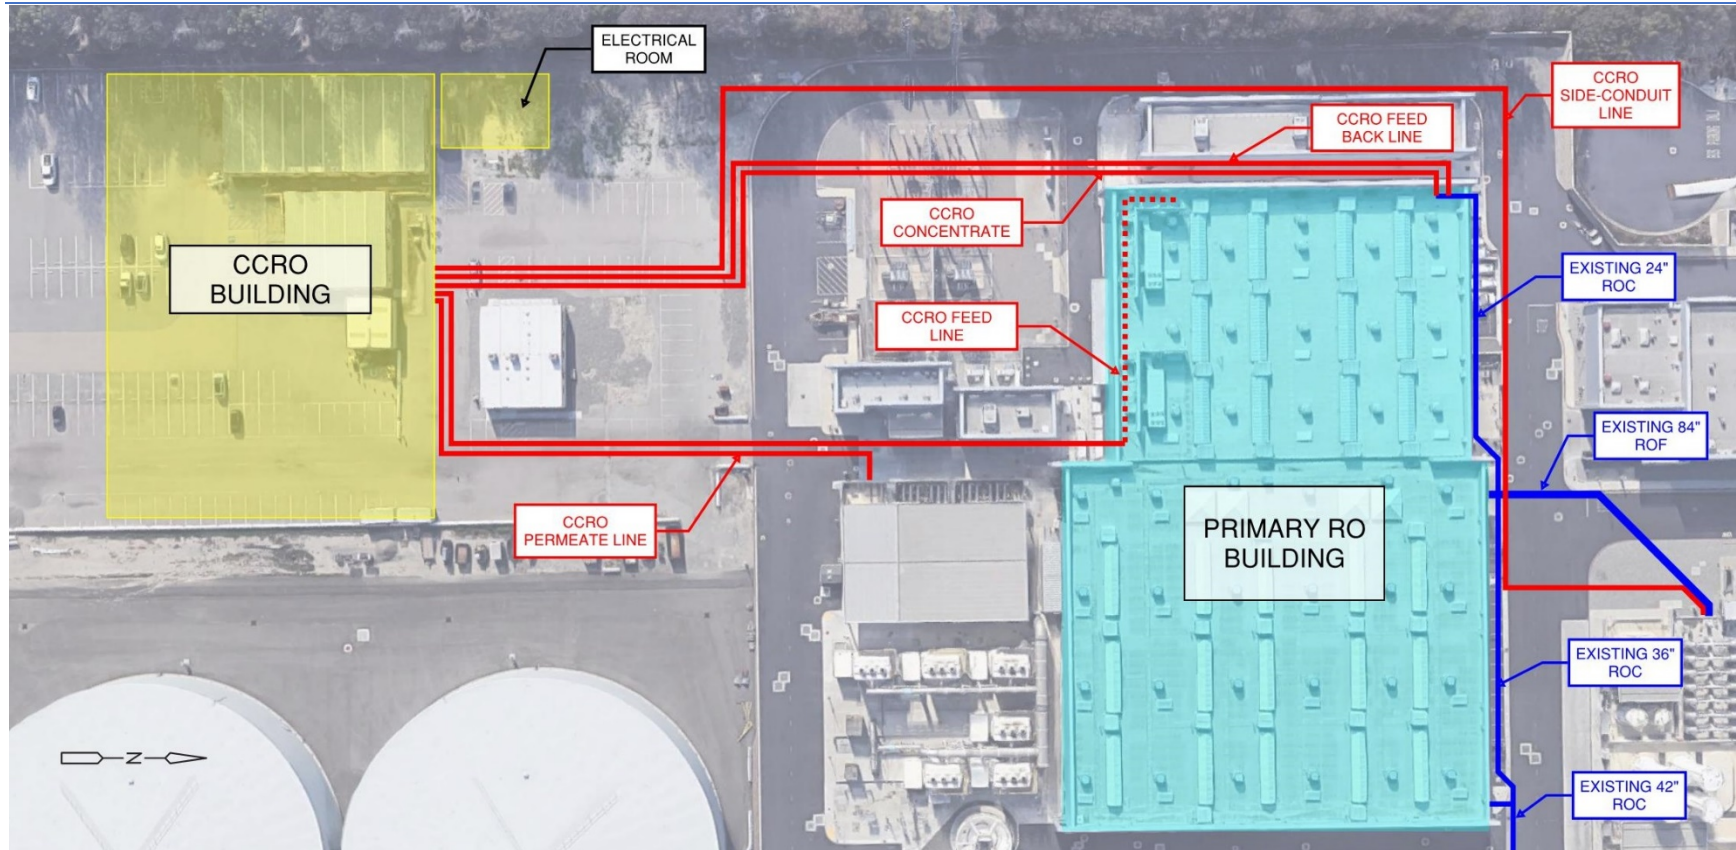 ELECTRICAL
ROOM
CCRO
SIDE-CONDUIT
LINE
CCRO FEED
BACK LINE
CCRO
CONCENTRATE
CCRO
BUILDING
EXISTING 24"
ROC
CCRO FEED
LINE
EXISTING 84"
ROF
CCRO
PERMEATE LINE
PRIMARY RO
BUILDING
EXISTING 36"
ROC
N
EXISTING 42"
ROC